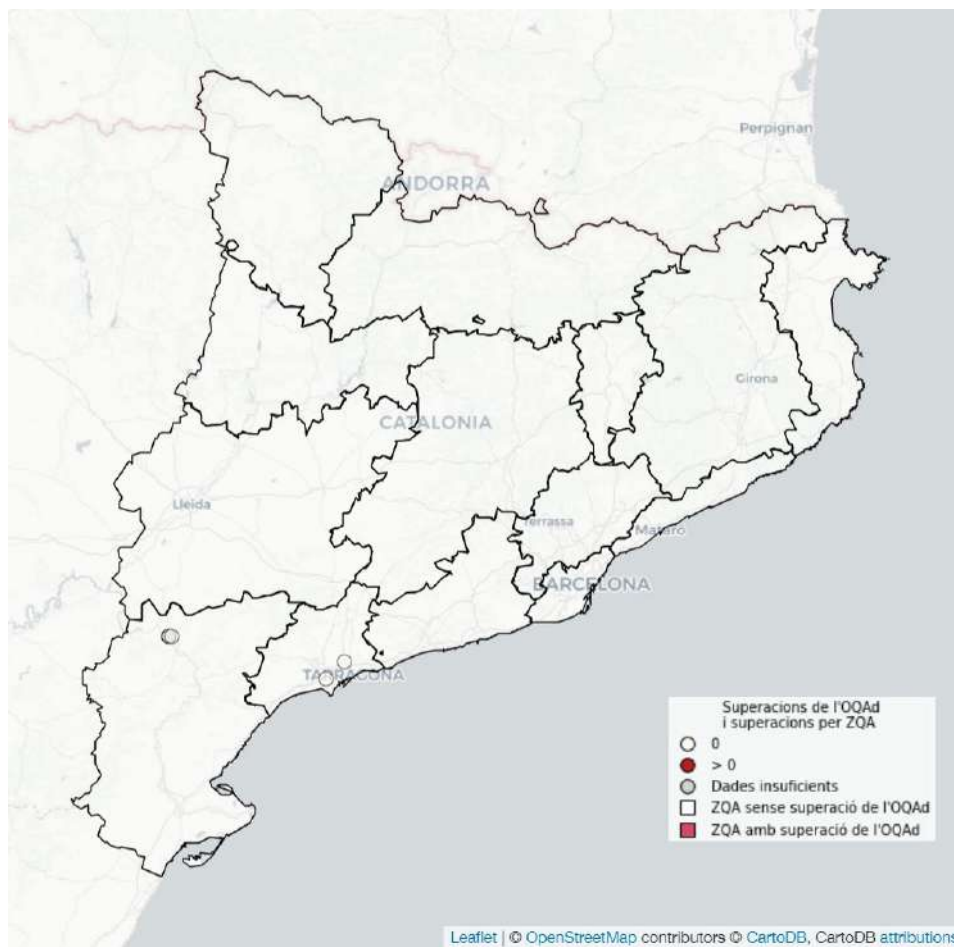 Perpignan
ANDORRA
Girona
CATALONIA
Lleida
Terrassa
Mataró
BARCELONA
TARRAGONA
Superacions de l'OQAd
i superacions per ZQA
0
> 0
Dades insuficients
ZQA sense superació de l'OQAd
ZQA amb superació de l'OQAd
Leaflet | © OpenStreetMap contributors © CartoDB, CartoDB attributions